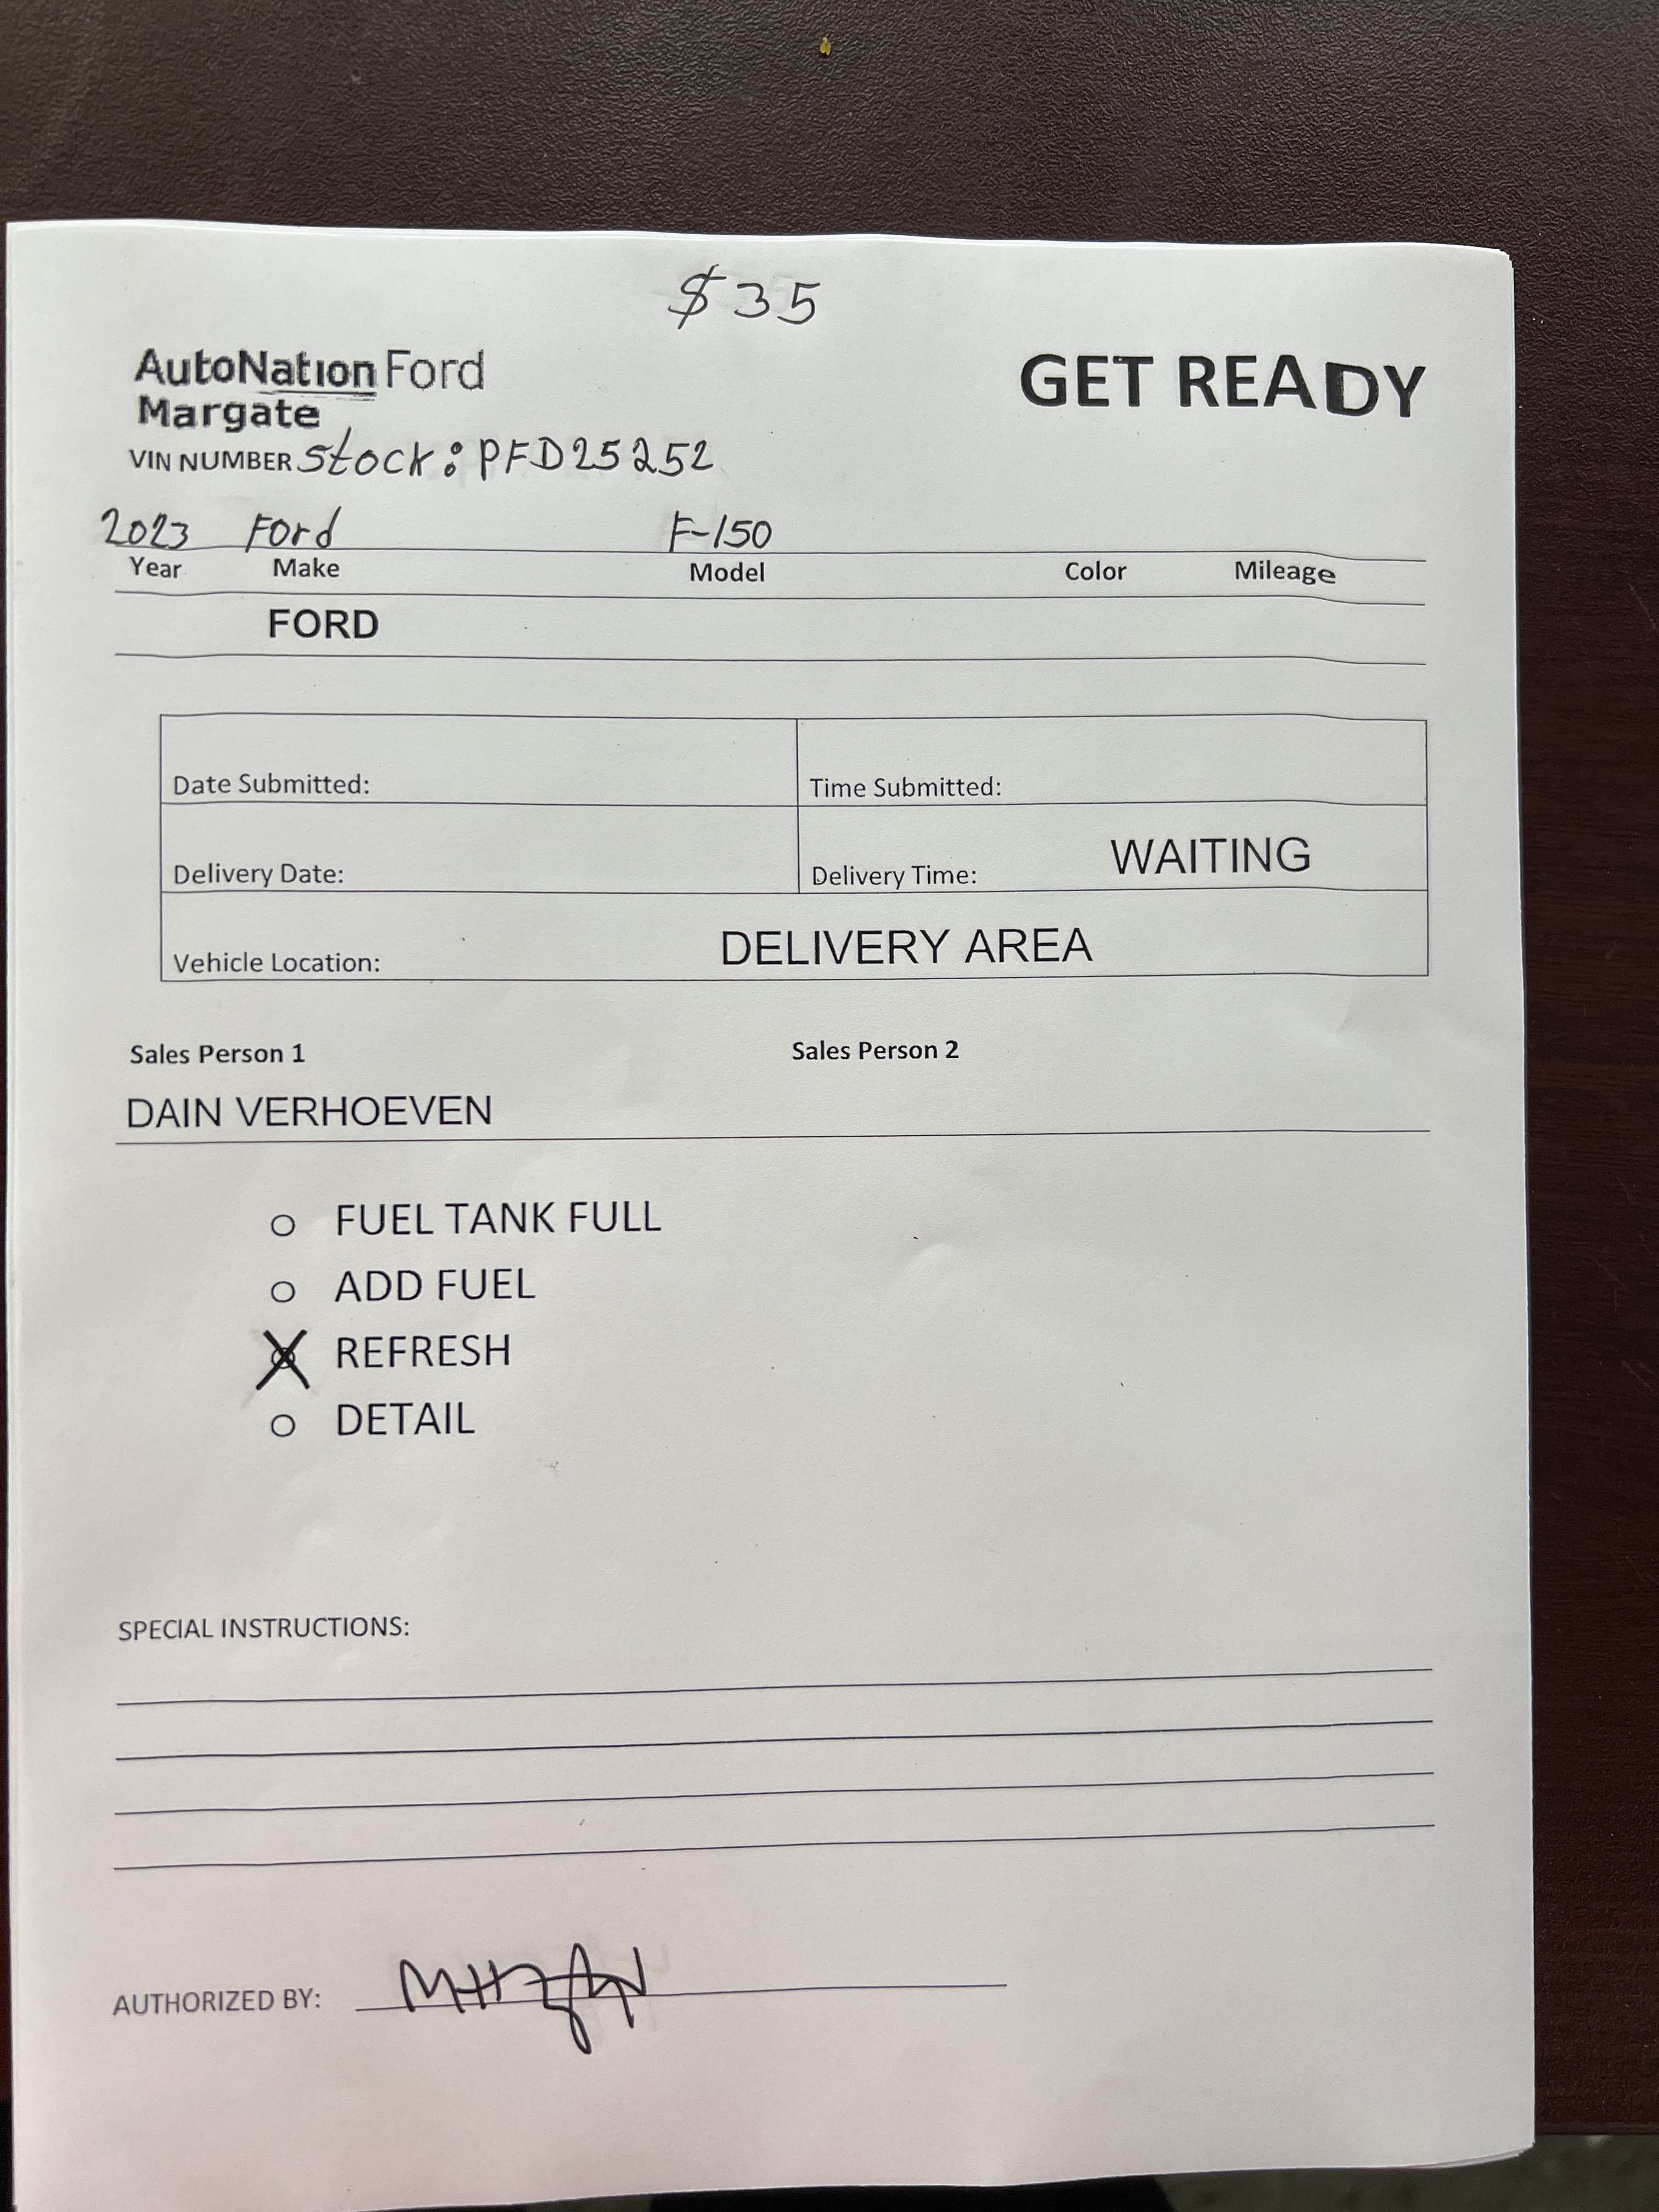 $35
AutoNation Ford
Margate
GET READY
VIN NUMBER Stock: PFD25252
2023 Ford F-150
Year Make Model Color Mileage
FORD
Date Submitted: Time Submitted:
Delivery Date: Delivery Time: WAITING
Vehicle Location: DELIVERY AREA
Sales Person 1 Sales Person 2
DAIN VERHOEVEN
FUEL TANK FULL
ADD FUEL
REFRESH
DETAIL
SPECIAL INSTRUCTIONS:
AUTHORIZED BY: